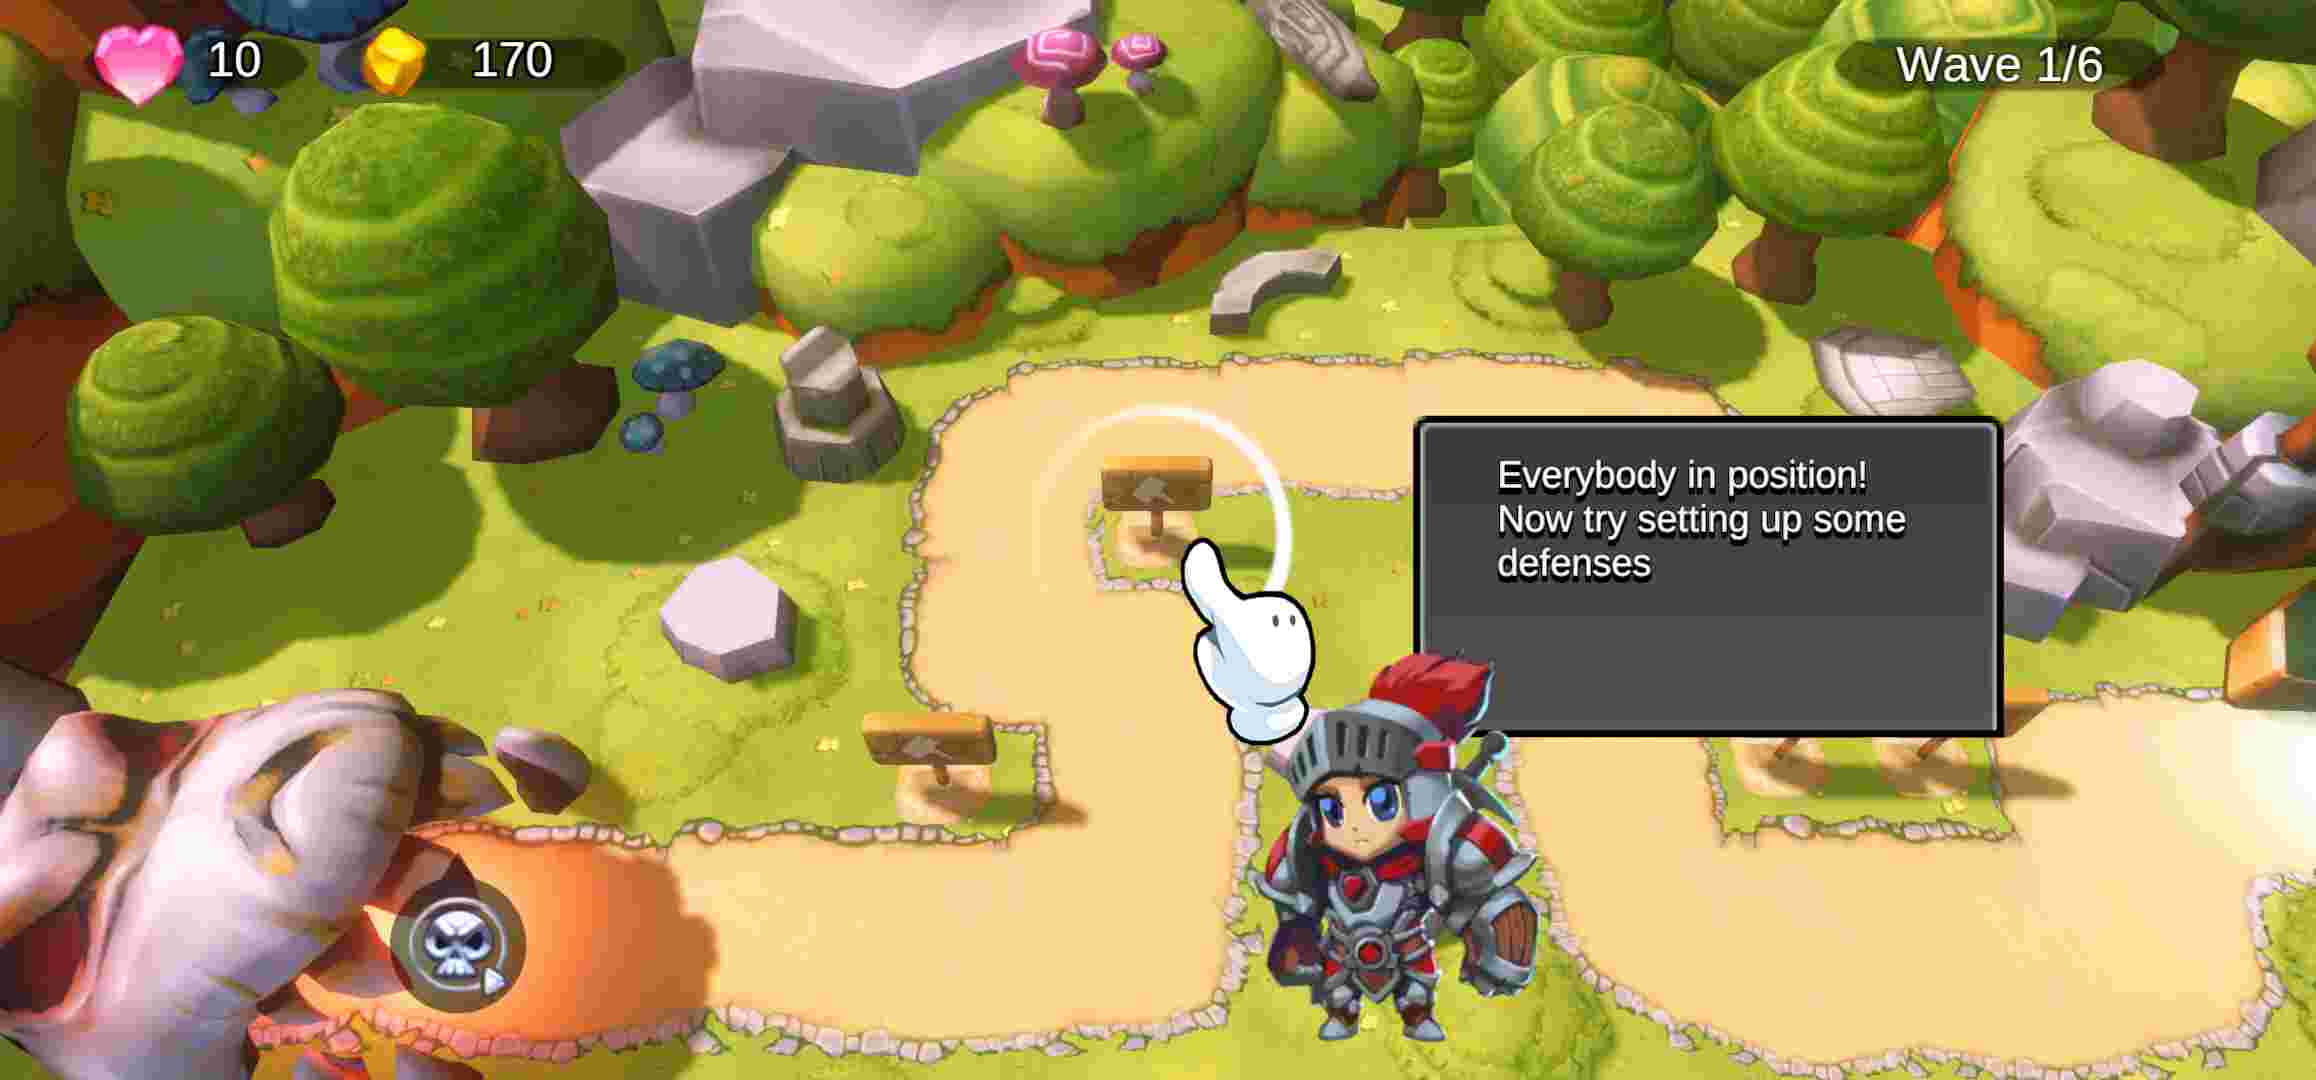 10
170
Wave 1/6
Everybody in position!
Now try setting up some
defenses